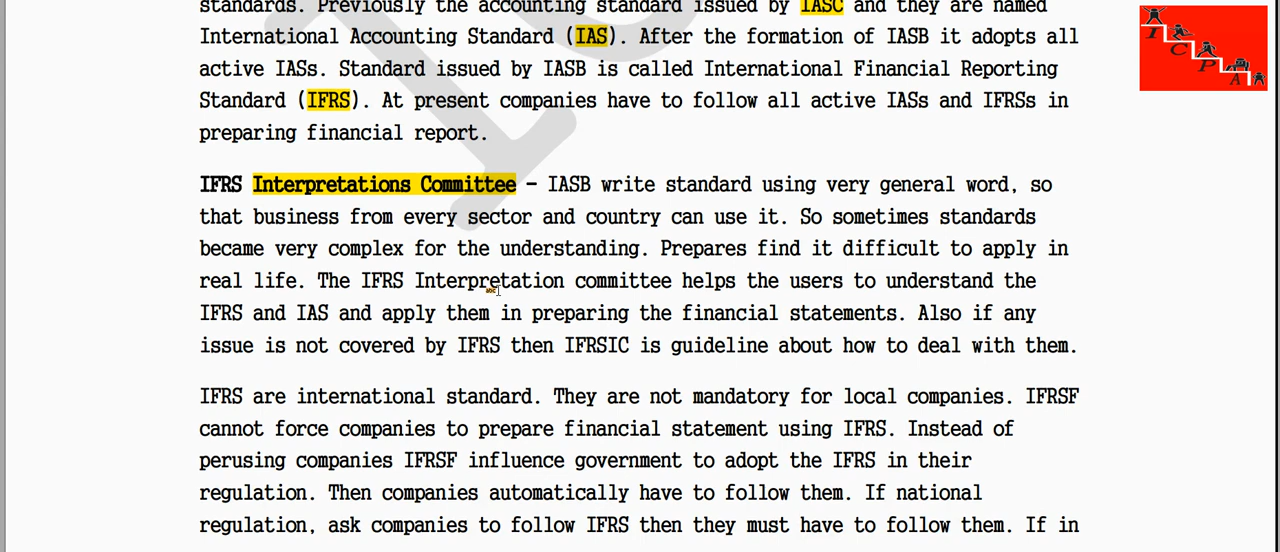 standards. Previously the accounting standard issued by IASC and they are named
International Accounting Standard (IAS). After the formation of IASB it adopts all
active IASs. Standard issued by IASB is called International Financial Reporting
Standard (IFRS). At present companies have to follow all active IASs and IFRSs in
preparing financial report.
IFRS Interpretations Committee – IASB write standard using very general word, so
that business from every sector and country can use it. So sometimes standards
became very complex for the understanding. Prepares find it difficult to apply in
real life. The IFRS Interpretation committee helps the users to understand the
IFRS and IAS and apply them in preparing the financial statements. Also if any
issue is not covered by IFRS then IFRSIC is guideline about how to deal with them.
IFRS are international standard. They are not mandatory for local companies. IFRSF
cannot force companies to prepare financial statement using IFRS. Instead of
perusing companies IFRSF influence government to adopt the IFRS in their
regulation. Then companies automatically have to follow them. If national
regulation, ask companies to follow IFRS then they must have to follow them. If in
I C P A